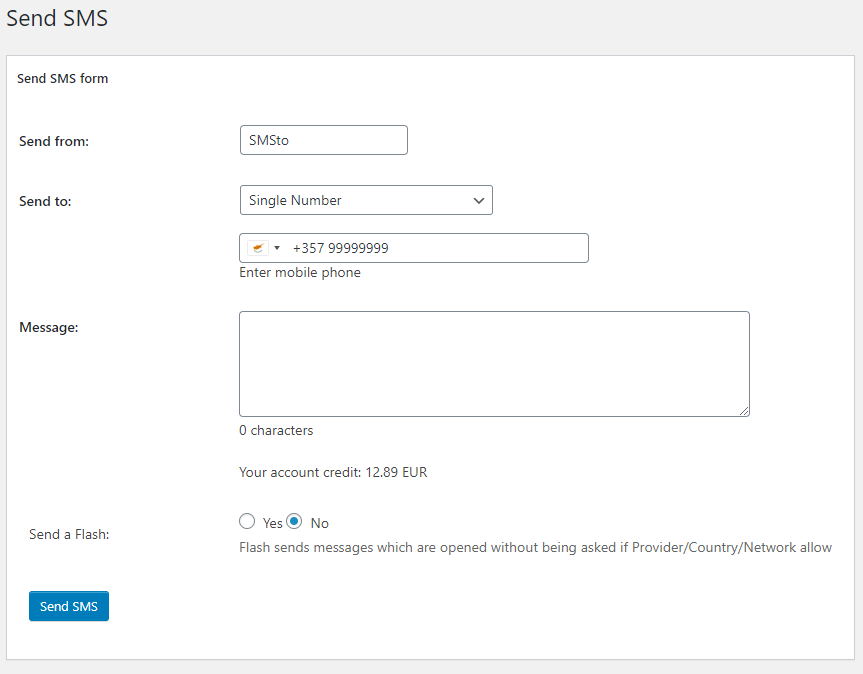 Send SMS
Send SMS form
Send from: SMSto
Send to: Single Number
+357 99999999
Enter mobile phone
Message:
0 characters
Your account credit: 12.89 EUR
Send a Flash: Yes No
Flash sends messages which are opened without being asked if Provider/Country/Network allow
Send SMS